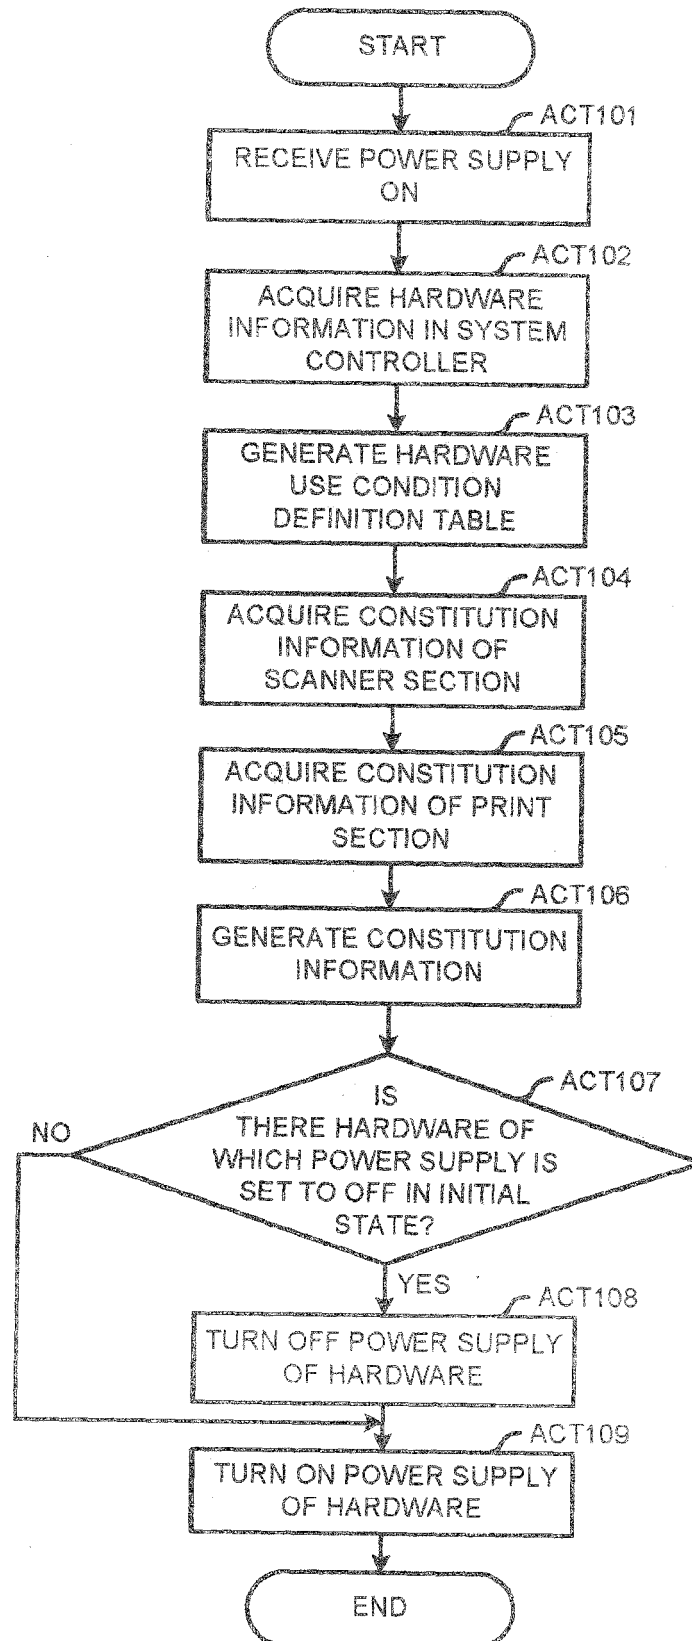 START
ACT101
RECEIVE POWER SUPPLY
ON
ACT102
ACQUIRE HARDWARE
INFORMATION IN SYSTEM
CONTROLLER
ACT103
GENERATE HARDWARE
USE CONDITION
DEFINITION TABLE
ACT104
ACQUIRE CONSTITUTION
INFORMATION OF
SCANNER SECTION
ACT105
ACQUIRE CONSTITUTION
INFORMATION OF PRINT
SECTION
ACT106
GENERATE CONSTITUTION
INFORMATION
ACT107
IS
THERE HARDWARE OF
WHICH POWER SUPPLY IS
SET TO OFF IN INITIAL
STATE?
NO
YES
ACT108
TURN OFF POWER SUPPLY
OF HARDWARE
ACT109
TURN ON POWER SUPPLY
OF HARDWARE
END